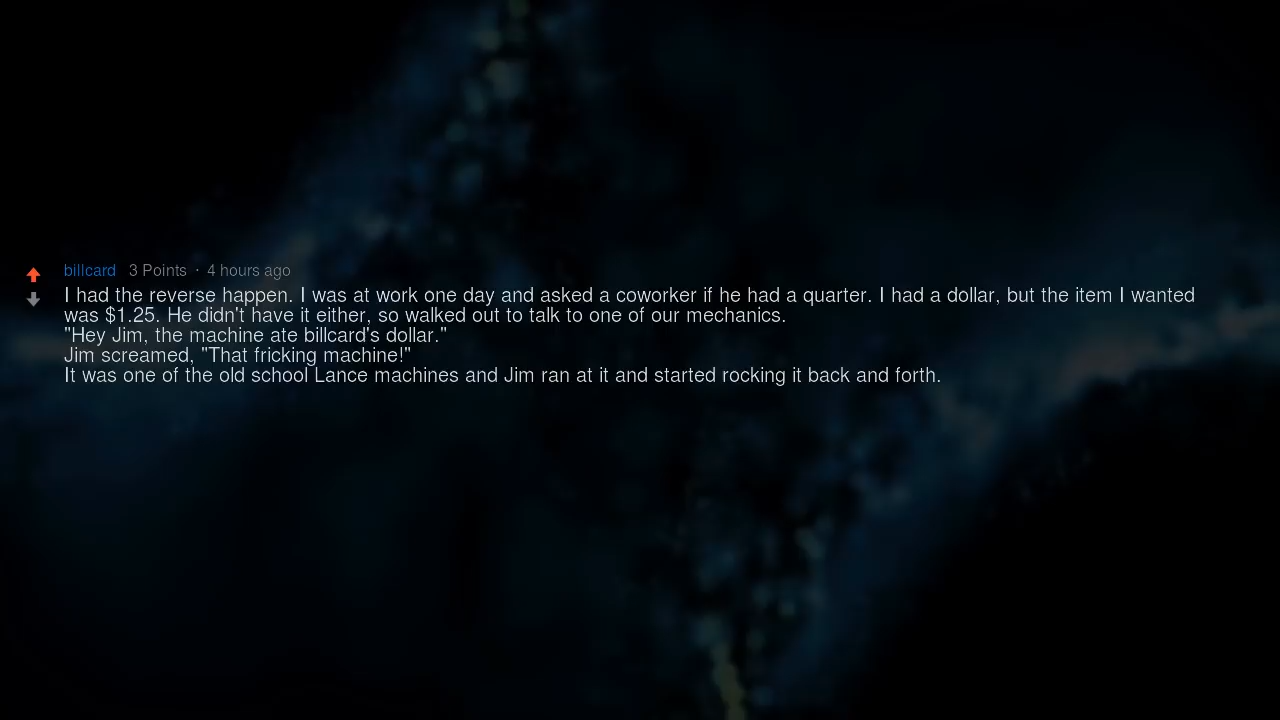 billcard 3 Points · 4 hours ago
I had the reverse happen. I was at work one day and asked a coworker if he had a quarter. I had a dollar, but the item I wanted
was $1.25. He didn't have it either, so walked out to talk to one of our mechanics.
"Hey Jim, the machine ate billcard's dollar."
Jim screamed, "That fricking machine!"
It was one of the old school Lance machines and Jim ran at it and started rocking it back and forth.